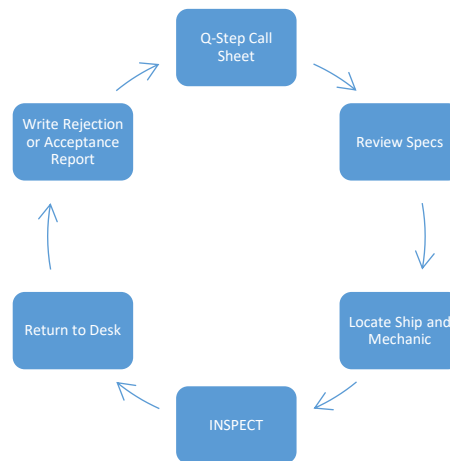 Q-Step Call
Sheet
Review Specs
Locate Ship and
Mechanic
INSPECT
Return to Desk
Write Rejection
or Acceptance
Report